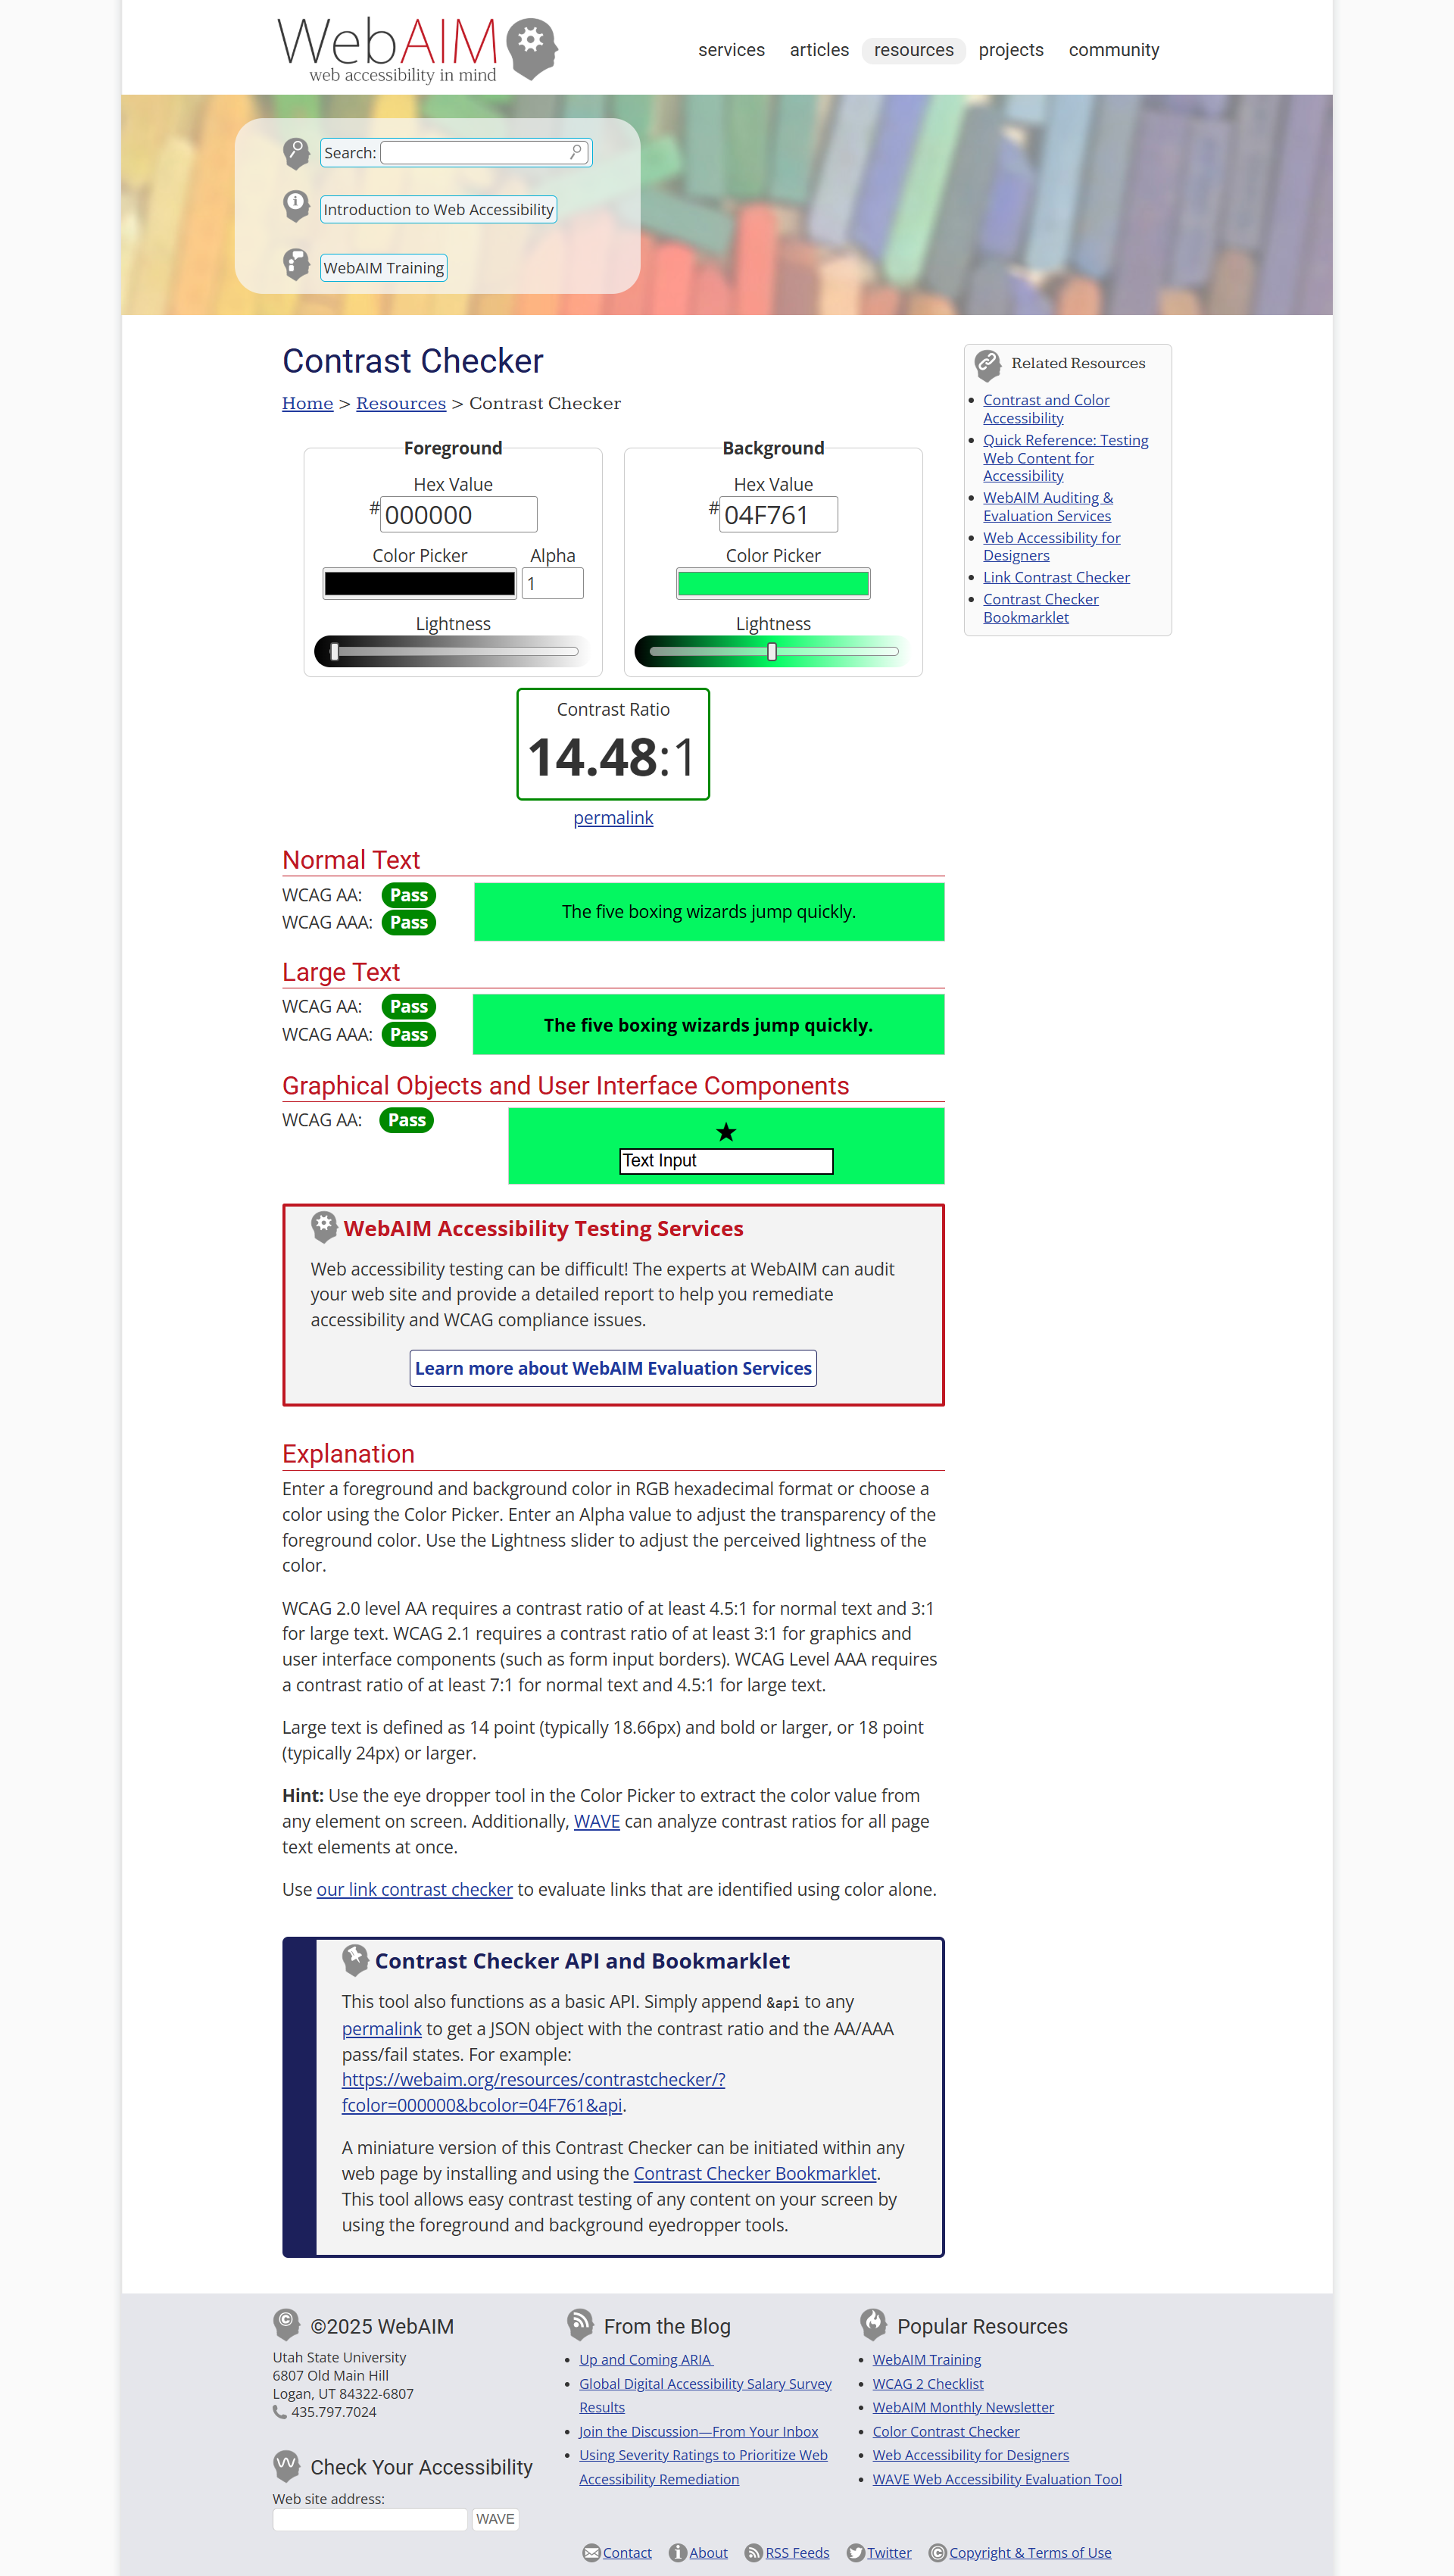 WebAIM
web accessibility in mind
services articles resources projects community
Search:
Introduction to Web Accessibility
WebAIM Training
Contrast Checker
Home > Resources > Contrast Checker
Foreground
Hex Value
#000000
Color Picker Alpha
1
Lightness
Background
Hex Value
#04F761
Color Picker
Lightness
Contrast Ratio
14.48:1
permalink
Normal Text
WCAG AA: Pass
WCAG AAA: Pass
The five boxing wizards jump quickly.
Large Text
WCAG AA: Pass
WCAG AAA: Pass
The five boxing wizards jump quickly.
Graphical Objects and User Interface Components
WCAG AA: Pass
★
Text Input
WebAIM Accessibility Testing Services
Web accessibility testing can be difficult! The experts at WebAIM can audit
your web site and provide a detailed report to help you remediate
accessibility and WCAG compliance issues.
Learn more about WebAIM Evaluation Services
Explanation
Enter a foreground and background color in RGB hexadecimal format or choose a
color using the Color Picker. Enter an Alpha value to adjust the transparency of the
foreground color. Use the Lightness slider to adjust the perceived lightness of the
color.
WCAG 2.0 level AA requires a contrast ratio of at least 4.5:1 for normal text and 3:1
for large text. WCAG 2.1 requires a contrast ratio of at least 3:1 for graphics and
user interface components (such as form input borders). WCAG Level AAA requires
a contrast ratio of at least 7:1 for normal text and 4.5:1 for large text.
Large text is defined as 14 point (typically 18.66px) and bold or larger, or 18 point
(typically 24px) or larger.
Hint: Use the eye dropper tool in the Color Picker to extract the color value from
any element on screen. Additionally, WAVE can analyze contrast ratios for all page
text elements at once.
Use our link contrast checker to evaluate links that are identified using color alone.
Contrast Checker API and Bookmarklet
This tool also functions as a basic API. Simply append &api to any
permalink to get a JSON object with the contrast ratio and the AA/AAA
pass/fail states. For example:
https://webaim.org/resources/contrastchecker/?
fcolor=000000&bcolor=04F761&api.
A miniature version of this Contrast Checker can be initiated within any
web page by installing and using the Contrast Checker Bookmarklet.
This tool allows easy contrast testing of any content on your screen by
using the foreground and background eyedropper tools.
Related Resources
Contrast and Color
Accessibility
Quick Reference: Testing
Web Content for
Accessibility
WebAIM Auditing &
Evaluation Services
Web Accessibility for
Designers
Link Contrast Checker
Contrast Checker
Bookmarklet
©2025 WebAIM
Utah State University
6807 Old Main Hill
Logan, UT 84322-6807
435.797.7024
Check Your Accessibility
Web site address:
WAVE
From the Blog
Up and Coming ARIA
Global Digital Accessibility Salary Survey
Results
Join the Discussion—From Your Inbox
Using Severity Ratings to Prioritize Web
Accessibility Remediation
Popular Resources
WebAIM Training
WCAG 2 Checklist
WebAIM Monthly Newsletter
Color Contrast Checker
Web Accessibility for Designers
WAVE Web Accessibility Evaluation Tool
Contact About RSS Feeds Twitter Copyright & Terms of Use